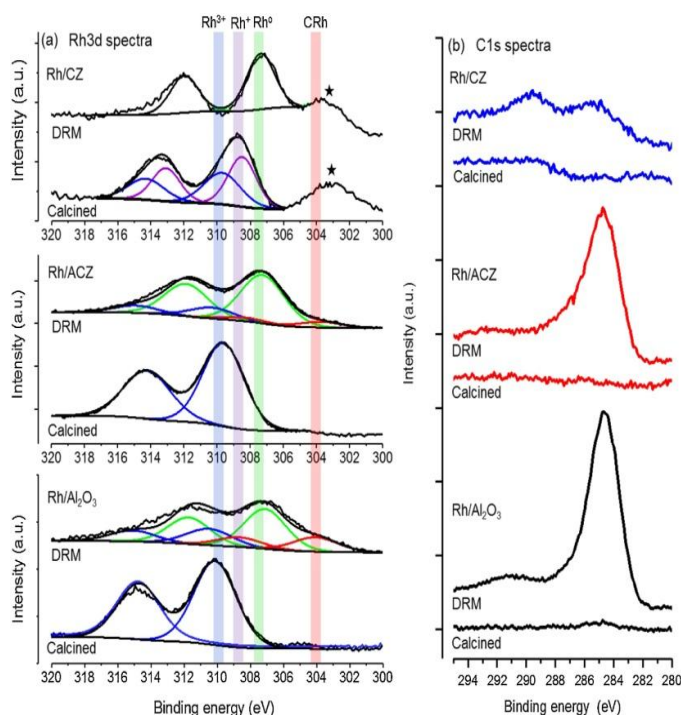 (a) Rh3d spectra
Rh³⁺ Rh⁺ Rh⁰ CRh
Rh/CZ
DRM
Calcined
★
★
320 318 316 314 312 310 308 306 304 302 300
Rh/ACZ
DRM
Calcined
320 318 316 314 312 310 308 306 304 302 300
Rh/Al₂O₃
DRM
Calcined
320 318 316 314 312 310 308 306 304 302 300
Binding energy (eV)
Intensity (a.u.)
Intensity (a.u.)
Intensity (a.u.)
(b) C1s spectra
Rh/CZ
DRM
Calcined
Rh/ACZ
DRM
Calcined
Rh/Al₂O₃
DRM
Calcined
294 292 290 288 286 284 282 280
Binding energy (eV)
Intensity (a.u.)
Intensity (a.u.)
Intensity (a.u.)